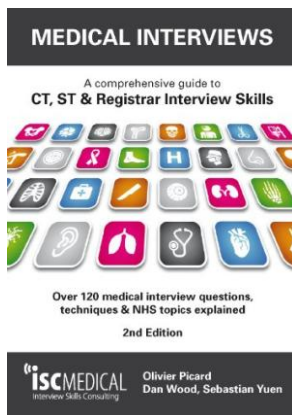 MEDICAL INTERVIEWS
A comprehensive guide to
CT, ST & Registrar Interview Skills
H
Over 120 medical interview questions,
techniques & NHS topics explained
2nd Edition
iscMEDICAL
Interview Skills Consulting
Olivier Picard
Dan Wood, Sebastian Yuen